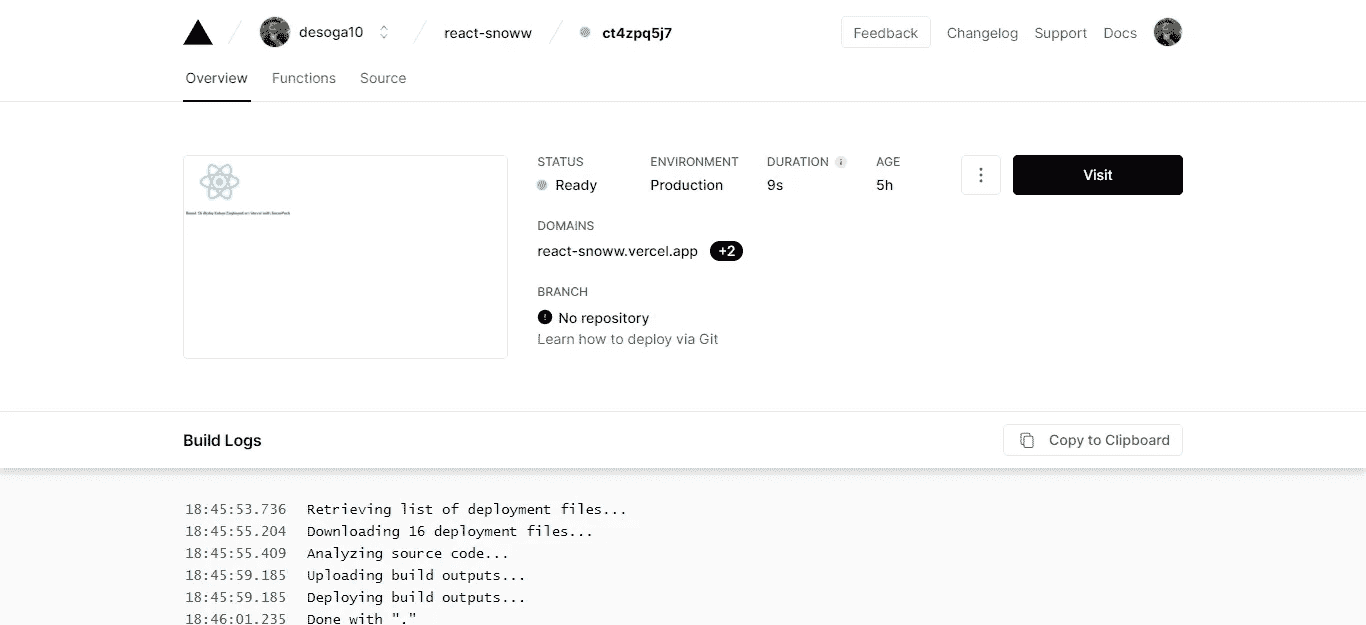 desoga10 react-snoww ct4zpq5j7 Feedback Changelog Support Docs
Overview Functions Source
STATUS ENVIRONMENT DURATION AGE
Ready Production 9s 5h
Visit
DOMAINS
react-snoww.vercel.app +2
BRANCH
No repository
Learn how to deploy via Git
Build Logs Copy to Clipboard
18:45:53.736 Retrieving list of deployment files...
18:45:55.204 Downloading 16 deployment files...
18:45:55.409 Analyzing source code...
18:45:59.185 Uploading build outputs...
18:45:59.185 Deploying build outputs...
18:46:01.235 Done with "."